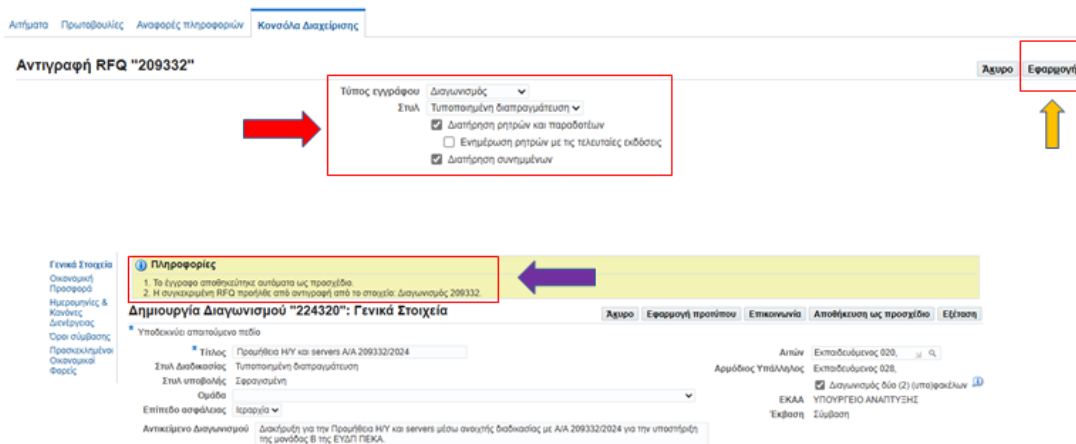 Αιτήματα Πρωτοβουλίες Αναφορές πληροφοριών Κονσόλα Διαχείρισης
Αντιγραφή RFQ "209332"
Άκυρο Εφαρμογή
Τύπος εγγράφου Διαγωνισμός
Στυλ Τυποποιημένη διαπραγμάτευση
Διατήρηση ρητρών και παραδοτέων
Ενημέρωση ρητρών με τις τελευταίες εκδόσεις
Διατήρηση συνημμένων
Γενικά Στοιχεία
Οικονομική Προσφορά
Ημερομηνίες & Κανόνες Διενέργειας
Όροι σύμβασης
Προσκεκλημένοι Οικονομικοί Φορείς
Πληροφορίες
1. Το έγγραφο αποθηκεύτηκε αυτόματα ως προσχέδιο.
2. Η συγκεκριμένη RFQ προήλθε από αντιγραφή από το στοιχείο: Διαγωνισμός 209332.
Δημιουργία Διαγωνισμού "224320": Γενικά Στοιχεία
Άκυρο Εφαρμογή προτύπου Επικοινωνία Αποθήκευση ως προσχέδιο Εξέταση
* Υποδεικνύει απαιτούμενο πεδίο
* Τίτλος Προμήθεια Η/Υ και servers Α/Α 209332/2024
Στυλ Διαδικασίας Τυποποιημένη διαπραγμάτευση
Στυλ υποβολής Σφραγισμένη
Ομάδα
Επίπεδο ασφάλειας Ιεραρχία
Αντικείμενο Διαγωνισμού Διακήρυξη για την Προμήθεια Η/Υ και servers μέσω ανοιχτής διαδικασίας με Α/Α 209332/2024 για την υποστήριξη
της μονάδας Β της ΕΥΔΠ ΠΕΚΑ.
Αιτών Εκπαιδευόμενος 020,
Αρμόδιος Υπάλληλος Εκπαιδευόμενος 028,
Διαγωνισμός δύο (2) (υπο)φακέλων
ΕΚΑΑ ΥΠΟΥΡΓΕΙΟ ΑΝΑΠΤΥΞΗΣ
Έκβαση Σύμβαση